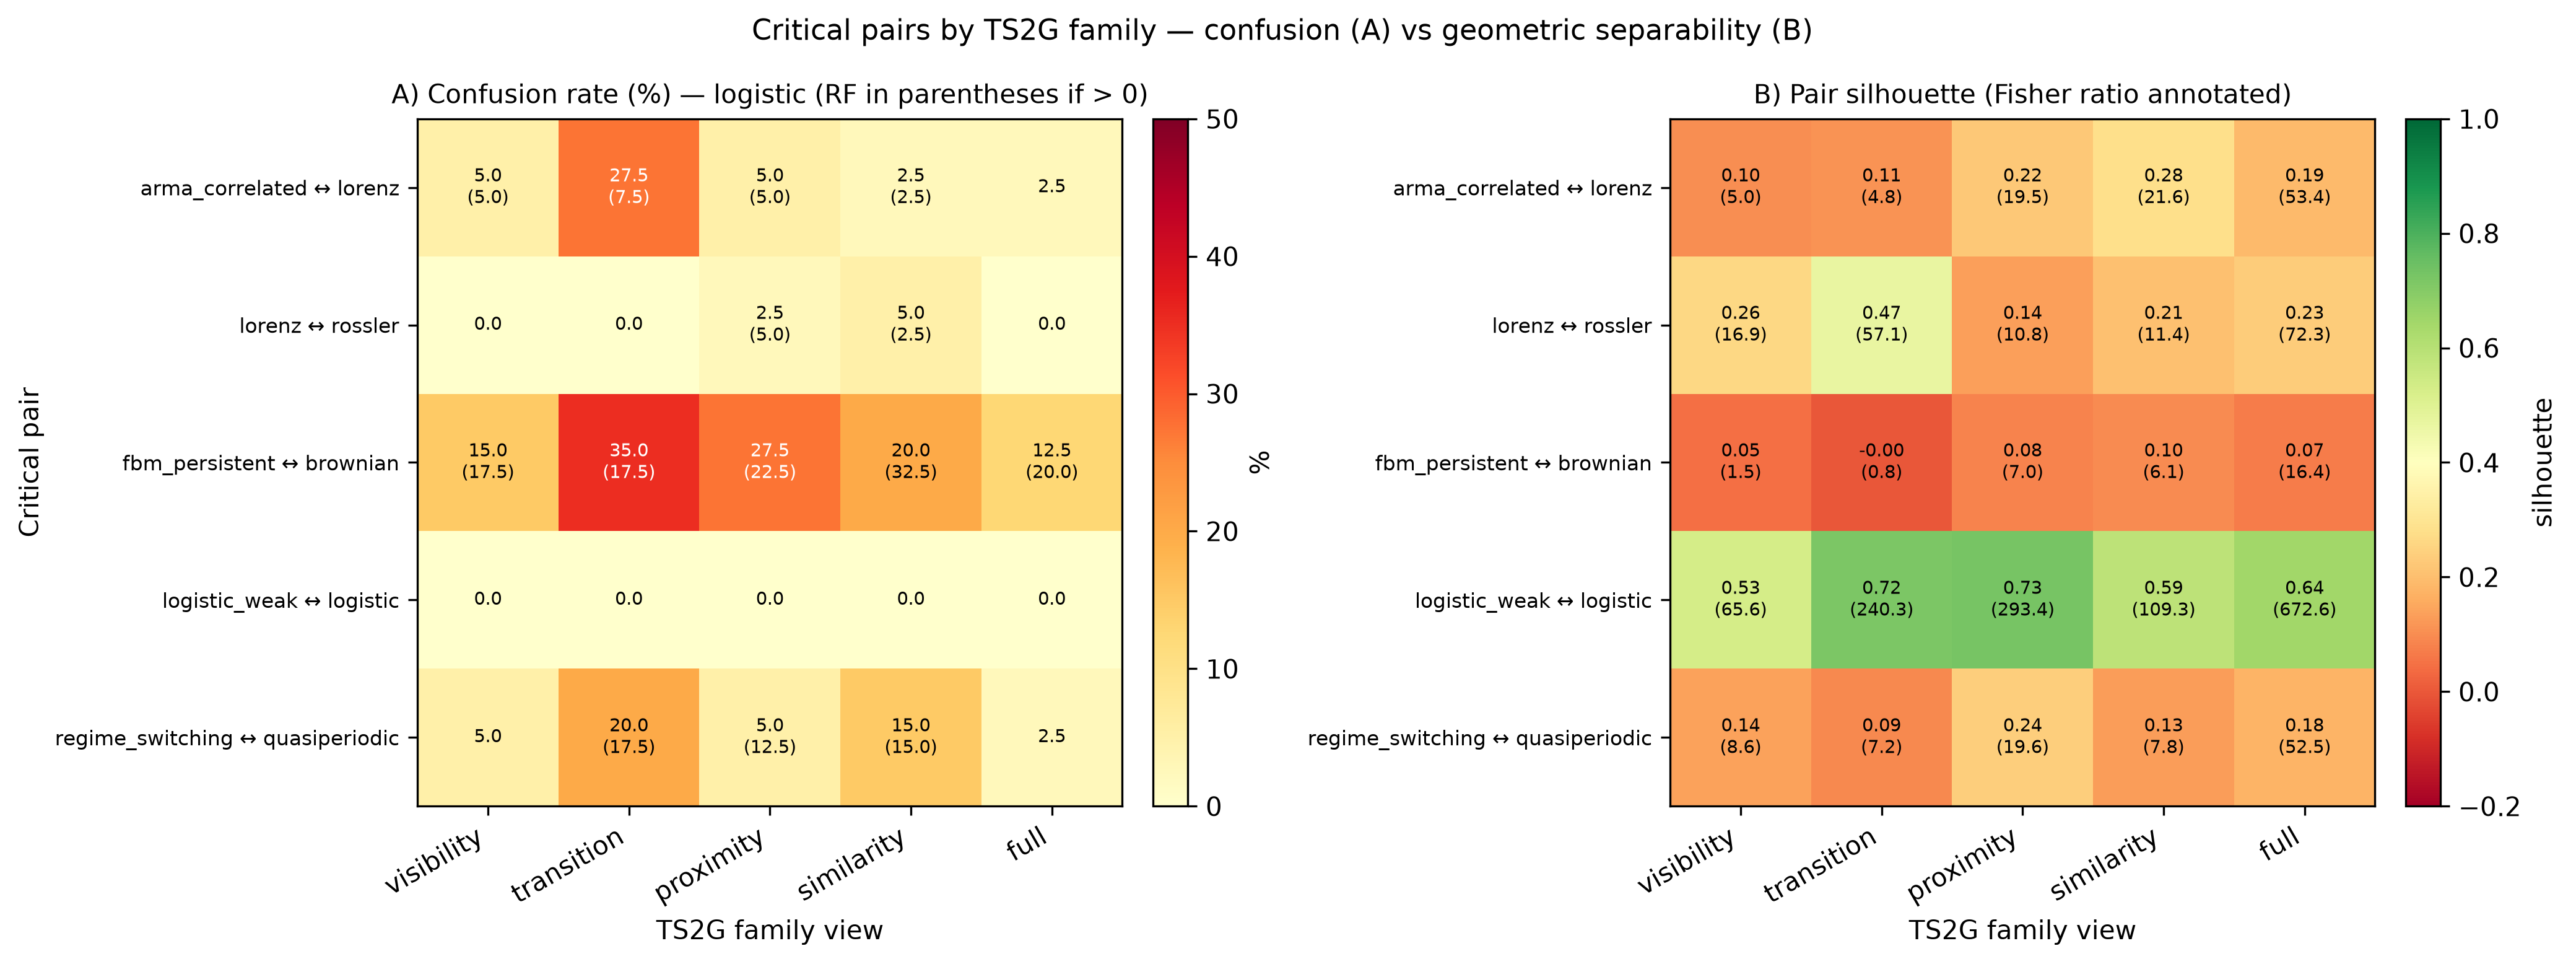 Critical pairs by TS2G family — confusion (A) vs geometric separability (B)
A) Confusion rate (%) — logistic (RF in parentheses if > 0)
Critical pair
arma_correlated ↔ lorenz
5.0 27.5 5.0 2.5 2.5
(5.0) (7.5) (5.0) (2.5)
lorenz ↔ rossler
0.0 0.0 2.5 5.0 0.0
(5.0) (2.5)
fbm_persistent ↔ brownian
15.0 35.0 27.5 20.0 12.5
(17.5) (17.5) (22.5) (32.5) (20.0)
logistic_weak ↔ logistic
0.0 0.0 0.0 0.0 0.0
regime_switching ↔ quasiperiodic
5.0 20.0 5.0 15.0 2.5
(17.5) (12.5) (15.0)
visibility transition proximity similarity full
TS2G family view
50
40
30
20
10
0
%
B) Pair silhouette (Fisher ratio annotated)
arma_correlated ↔ lorenz
0.10 0.11 0.22 0.28 0.19
(5.0) (4.8) (19.5) (21.6) (53.4)
lorenz ↔ rossler
0.26 0.47 0.14 0.21 0.23
(16.9) (57.1) (10.8) (11.4) (72.3)
fbm_persistent ↔ brownian
0.05 -0.00 0.08 0.10 0.07
(1.5) (0.8) (7.0) (6.1) (16.4)
logistic_weak ↔ logistic
0.53 0.72 0.73 0.59 0.64
(65.6) (240.3) (293.4) (109.3) (672.6)
regime_switching ↔ quasiperiodic
0.14 0.09 0.24 0.13 0.18
(8.6) (7.2) (19.6) (7.8) (52.5)
visibility transition proximity similarity full
TS2G family view
1.0
0.8
0.6
0.4
0.2
0.0
−0.2
silhouette